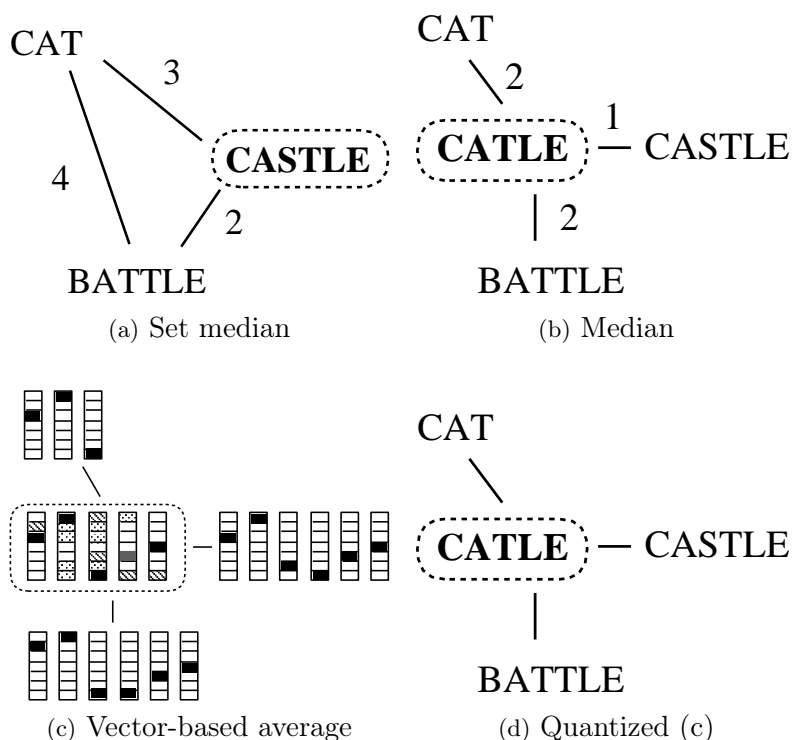 CAT
3
CASTLE
4
2
BATTLE
(a) Set median
CAT
2
1
CATLE
CASTLE
2
BATTLE
(b) Median
(c) Vector-based average
CAT
CATLE
CASTLE
BATTLE
(d) Quantized (c)